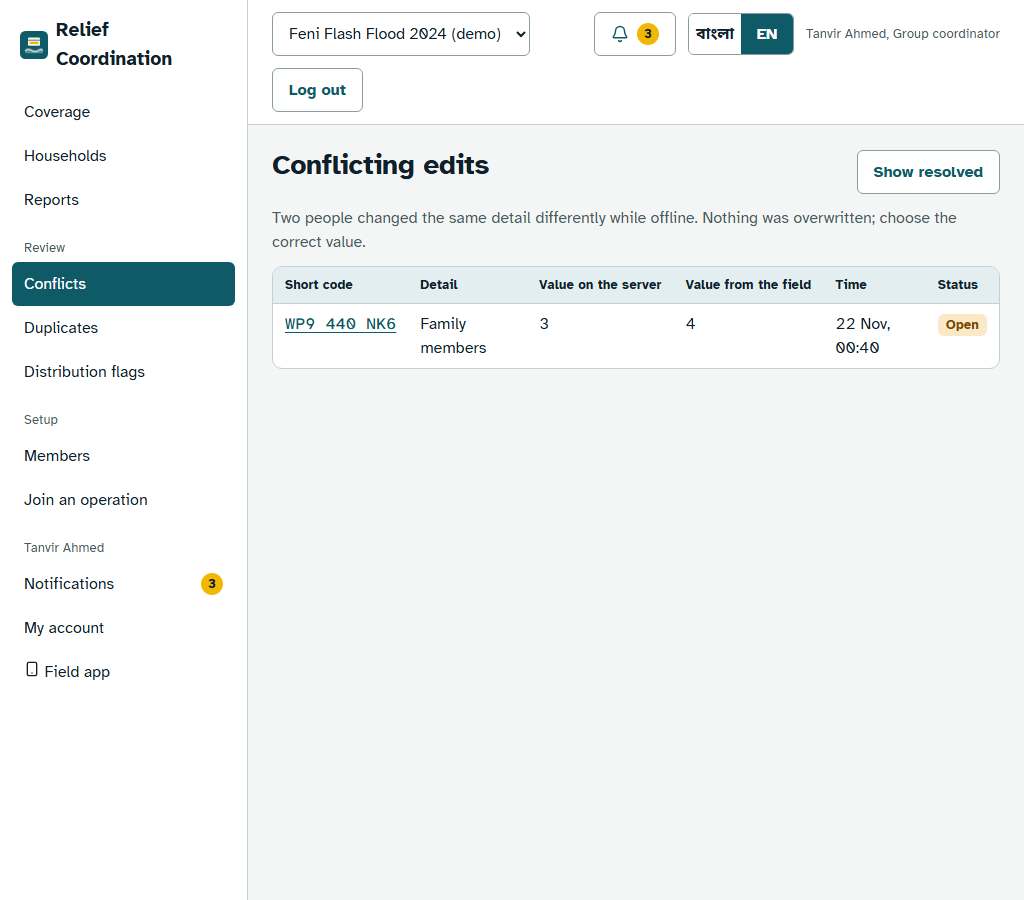 Relief
Coordination
Coverage
Households
Reports
Review
Conflicts
Duplicates
Distribution flags
Setup
Members
Join an operation
Tanvir Ahmed
Notifications 3
My account
Field app
Feni Flash Flood 2024 (demo)
3
বাংলা EN
Tanvir Ahmed, Group coordinator
Log out
Conflicting edits
Show resolved
Two people changed the same detail differently while offline. Nothing was overwritten; choose the
correct value.
Short code Detail Value on the server Value from the field Time Status
WP9 440 NK6 Family 3 4 22 Nov, Open
members 00:40